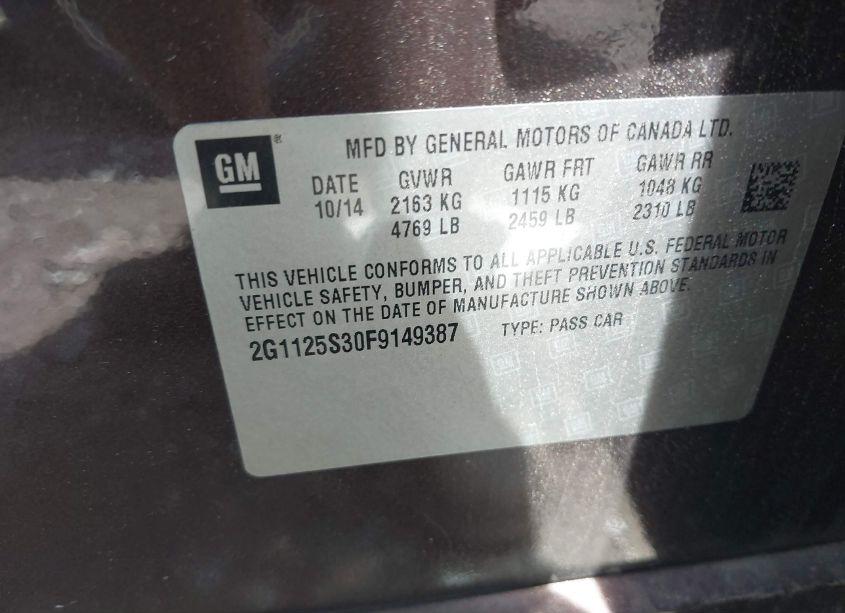 GM
MFD BY GENERAL MOTORS OF CANADA LTD.
DATE GVWR GAWR FRT GAWR RR
10/14 2163 KG 1115 KG 1048 KG
4769 LB 2459 LB 2310 LB
THIS VEHICLE CONFORMS TO ALL APPLICABLE U.S. FEDERAL MOTOR
VEHICLE SAFETY, BUMPER, AND THEFT PREVENTION STANDARDS IN
EFFECT ON THE DATE OF MANUFACTURE SHOWN ABOVE.
2G1125S30F9149387 TYPE: PASS CAR